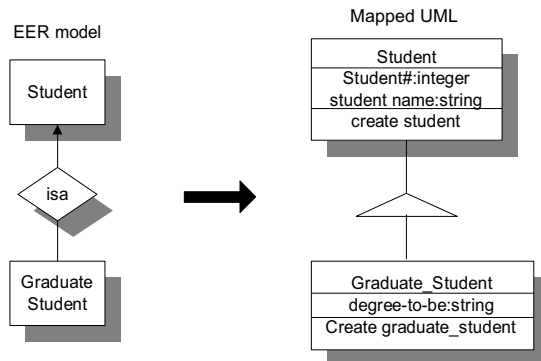 EER model
Student
isa
Graduate
Student
Mapped UML
Student
Student#:integer
student name:string
create student
Graduate_Student
degree-to-be:string
Create graduate_student